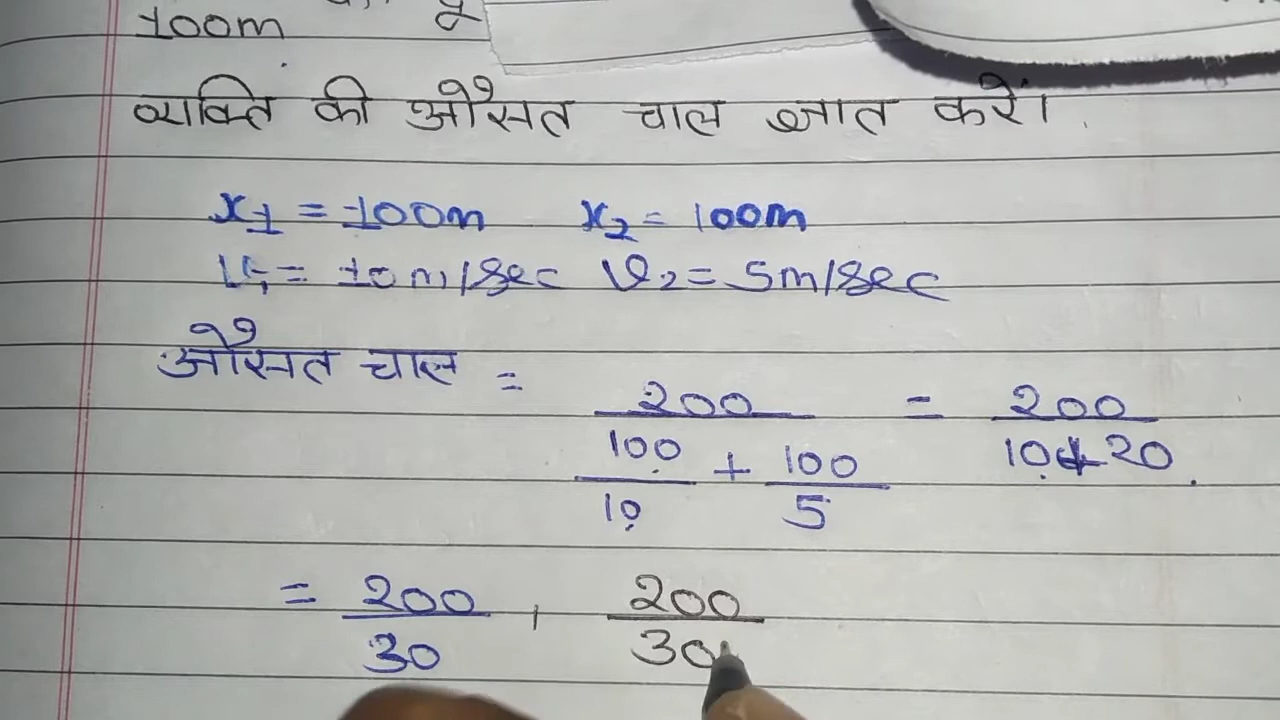 100m
व्यक्ति की औसत चाल ज्ञात करें।
x1 = 100m x2 = 100m
V1 = 10m/sec V2 = 5m/sec
औसत चाल =
200 = 200
100 + 100 10+20
10 5
= 200 , 200
30 30